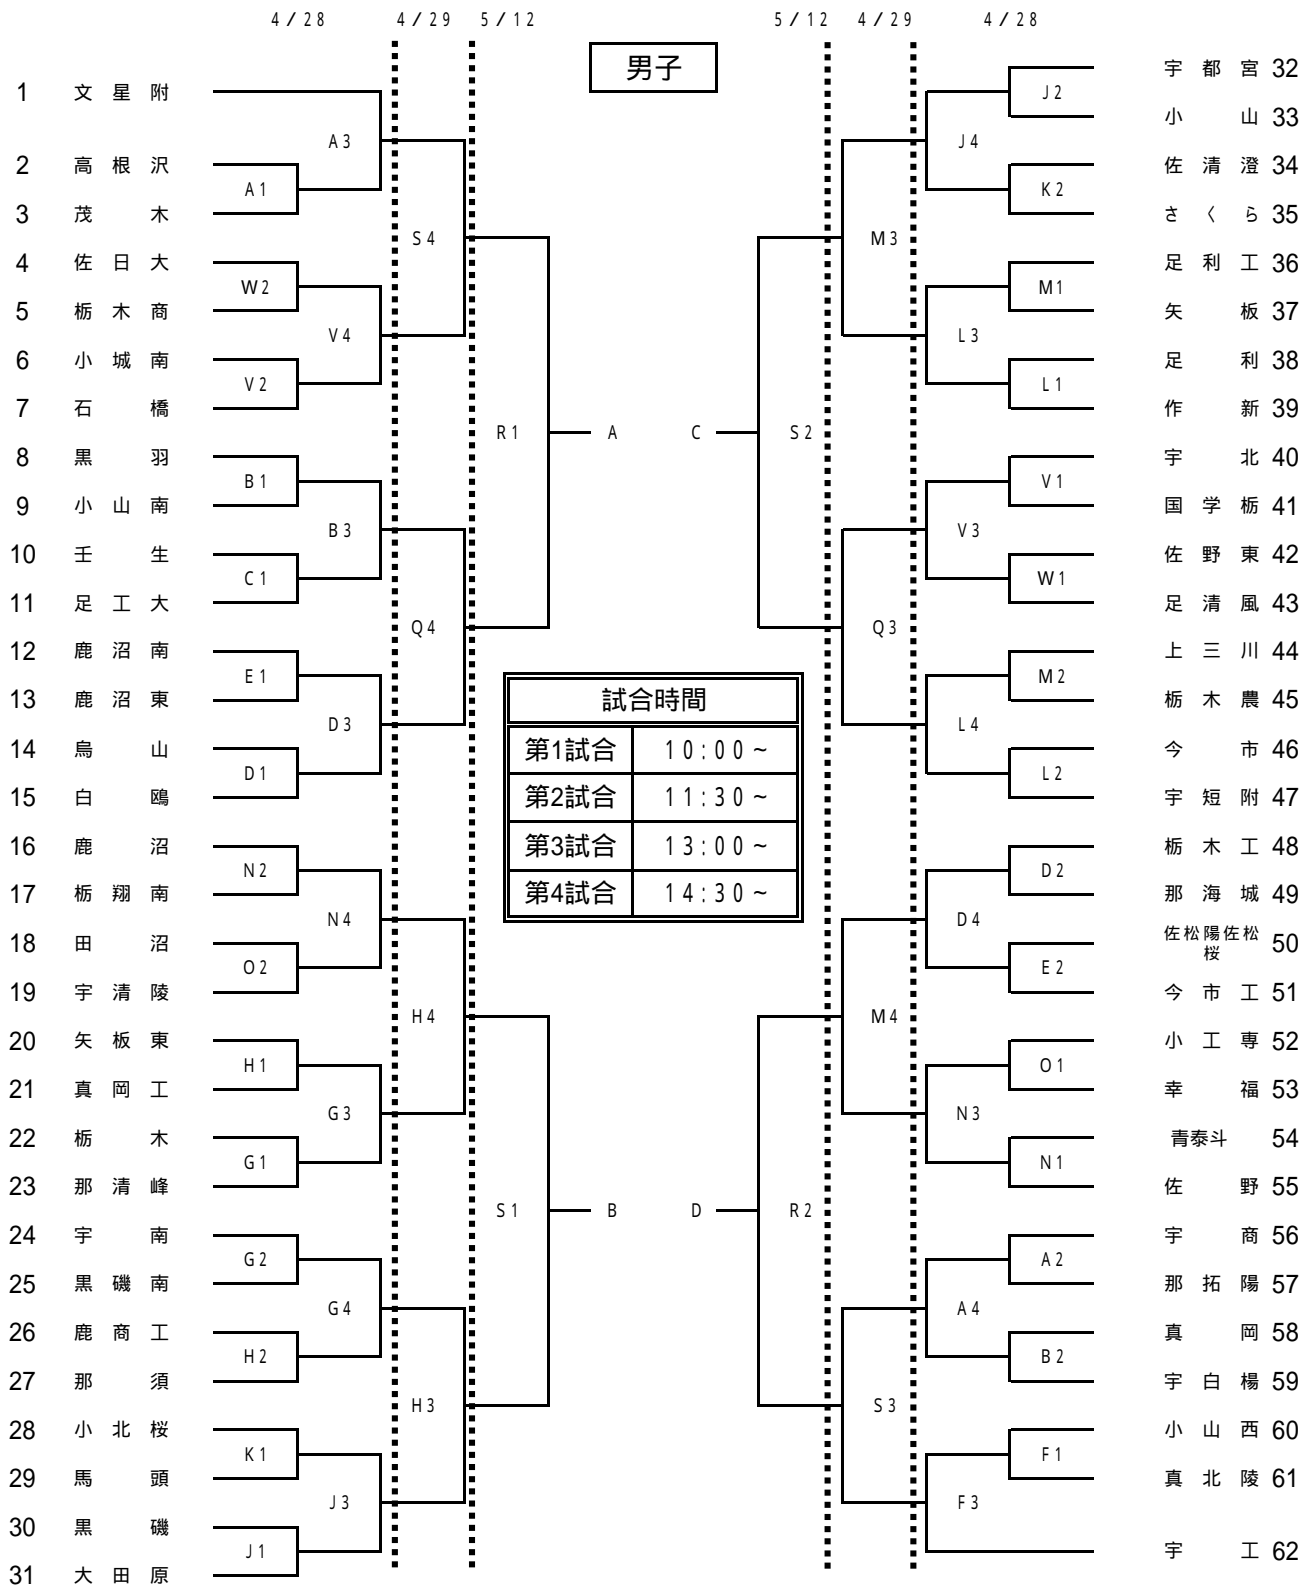 4/28 4/29 5/12 5/12 4/29 4/28
男子
1 文星附
2 高根沢
3 茂木
4 佐日大
5 栃木商
6 小城南
7 石橋
8 黒羽
9 小山南
10 壬生
11 足工大
12 鹿沼南
13 鹿沼東
14 烏山
15 白鴎
16 鹿沼
17 栃翔南
18 田沼
19 宇清陵
20 矢板東
21 真岡工
22 栃木
23 那清峰
24 宇南
25 黒磯南
26 鹿商工
27 那須
28 小北桜
29 馬頭
30 黒磯
31 大田原
A3
A1
S4
W2
V4
V2
R1
A
B1
B3
C1
Q4
E1
D3
D1
N2
N4
O2
H4
H1
G3
G1
S1
B
G2
G4
H2
H3
K1
J3
J1
試合時間
第1試合 10:00~
第2試合 11:30~
第3試合 13:00~
第4試合 14:30~
J2
J4
K2
M3
M1
L3
L1
C
S2
V1
V3
W1
Q3
M2
L4
L2
D2
D4
E2
M4
O1
N3
N1
D
R2
A2
A4
B2
S3
F1
F3
宇都宮 32
小山 33
佐清澄 34
さくら 35
足利工 36
矢板 37
足利 38
作新 39
宇北 40
国学栃 41
佐野東 42
足清風 43
上三川 44
栃木農 45
今市 46
宇短附 47
栃木工 48
那海城 49
佐松陽佐松
桜 50
今市工 51
小工専 52
幸福 53
青泰斗 54
佐野 55
宇商 56
那拓陽 57
真岡 58
宇白楊 59
小山西 60
真北陵 61
宇工 62